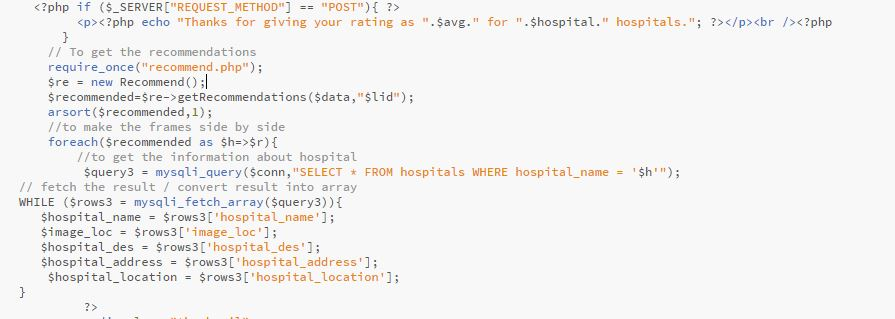 <?php if ($_SERVER["REQUEST_METHOD"] == "POST"){ ?>
<p><?php echo "Thanks for giving your rating as ".$avg." for ".$hospital." hospitals."; ?></p><br /><?php
}
// To get the recommendations
require_once("recommend.php");
$re = new Recommend();
$recommended=$re->getRecommendations($data,"$lid");
arsort($recommended,1);
//to make the frames side by side
foreach($recommended as $h=>$r){
//to get the information about hospital
$query3 = mysqli_query($conn,"SELECT * FROM hospitals WHERE hospital_name = '$h'");
// fetch the result / convert result into array
WHILE ($rows3 = mysqli_fetch_array($query3)){
$hospital_name = $rows3['hospital_name'];
$image_loc = $rows3['image_loc'];
$hospital_des = $rows3['hospital_des'];
$hospital_address = $rows3['hospital_address'];
$hospital_location = $rows3['hospital_location'];
}
?>